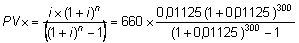 PV× = i×(1+i)^n / ((1+i)^n −1) = 660× 0,01125(1+0,01125)^300 / (1+0,01125)^300 −1